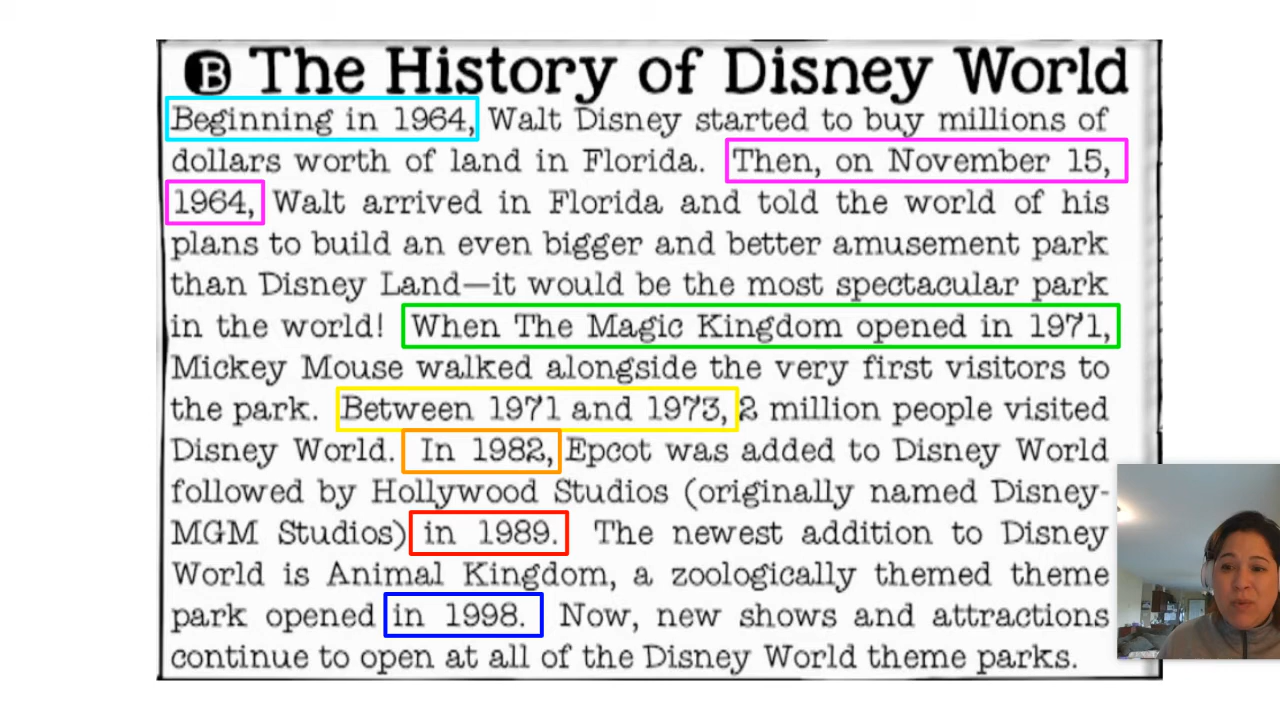 B The History of Disney World
Beginning in 1964, Walt Disney started to buy millions of
dollars worth of land in Florida. Then, on November 15,
1964, Walt arrived in Florida and told the world of his
plans to build an even bigger and better amusement park
than Disney Land—it would be the most spectacular park
in the world! When The Magic Kingdom opened in 1971,
Mickey Mouse walked alongside the very first visitors to
the park. Between 1971 and 1973, 2 million people visited
Disney World. In 1982, Epcot was added to Disney World
followed by Hollywood Studios (originally named Disney-
MGM Studios) in 1989. The newest addition to Disney
World is Animal Kingdom, a zoologically themed theme
park opened in 1998. Now, new shows and attractions
continue to open at all of the Disney World theme parks.